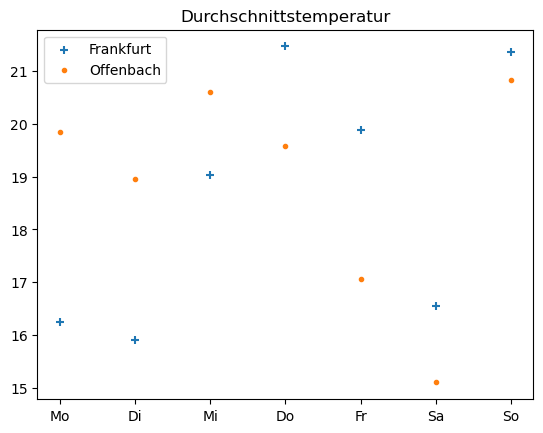 Durchschnittstemperatur
Frankfurt
Offenbach
21
20
19
18
17
16
15
Mo Di Mi Do Fr Sa So